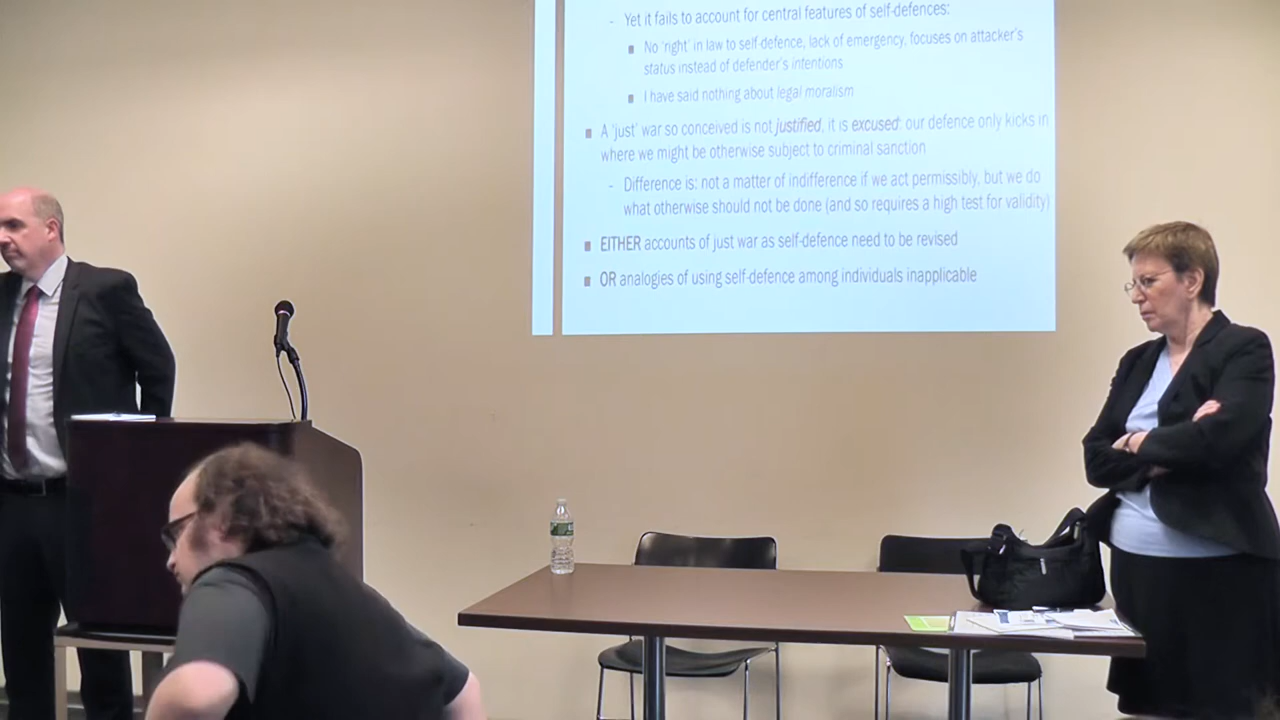 - Yet it fails to account for central features of self-defences:
■ No 'right' in law to self-defence, lack of emergency, focuses on attacker's
status instead of defender's intentions
■ I have said nothing about legal moralism
■ A 'just' war so conceived is not justified, it is excused: our defence only kicks in
where we might be otherwise subject to criminal sanction
- Difference is: not a matter of indifference if we act permissibly, but we do
what otherwise should not be done (and so requires a high test for validity)
■ EITHER accounts of just war as self-defence need to be revised
■ OR analogies of using self-defence among individuals inapplicable